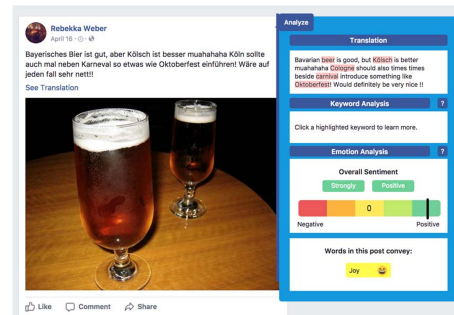 Rebekka Weber
April 16 ·
Analyze
Bayerisches Bier ist gut, aber Kölsch ist besser muahahaha Köln sollte
auch mal neben Karneval so etwas wie Oktoberfest einführen! Wäre auf
jeden fall sehr nett!!
See Translation
Like
Comment
Share
Translation
Bavarian beer is good, but Kölsch is better
muahahaha Cologne should also times times
beside carnival introduce something like
Oktoberfest! Would definitely be very nice !!
Keyword Analysis
?
Click a highlighted keyword to learn more.
Emotion Analysis
?
Overall Sentiment
Strongly
Positive
0
Negative
Positive
Words in this post convey:
Joy